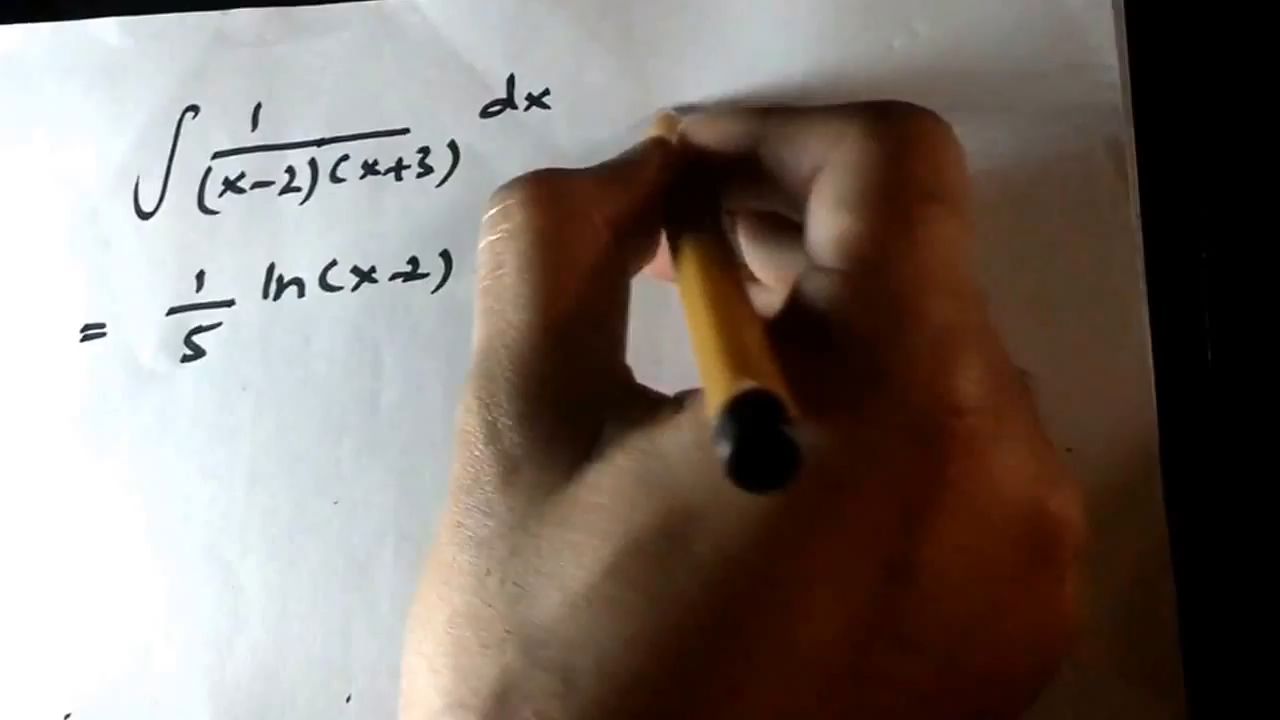 ∫ 1/((x-2)(x+3)) dx
= 1/5 ln(x-2)